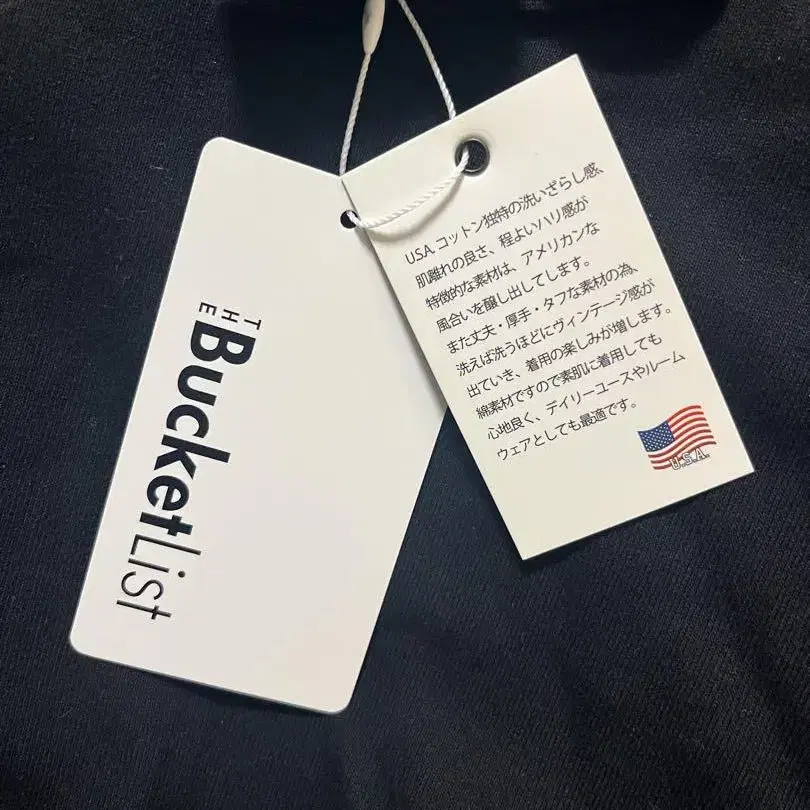 THE
BucketList
U.S.A. コットン独特の洗いざらし感、
肌離れの良さ、程よいハリ感が
特徴的な素材は、アメリカンな
風合いを醸し出してします。
また丈夫・厚手・タフな素材の為、
洗えば洗うほどにヴィンテージ感が
出ていき、着用の楽しみが増します。
綿素材ですので素肌に着用しても
心地良く、デイリーユースやルーム
ウェアとしても最適です。
U.S.A.